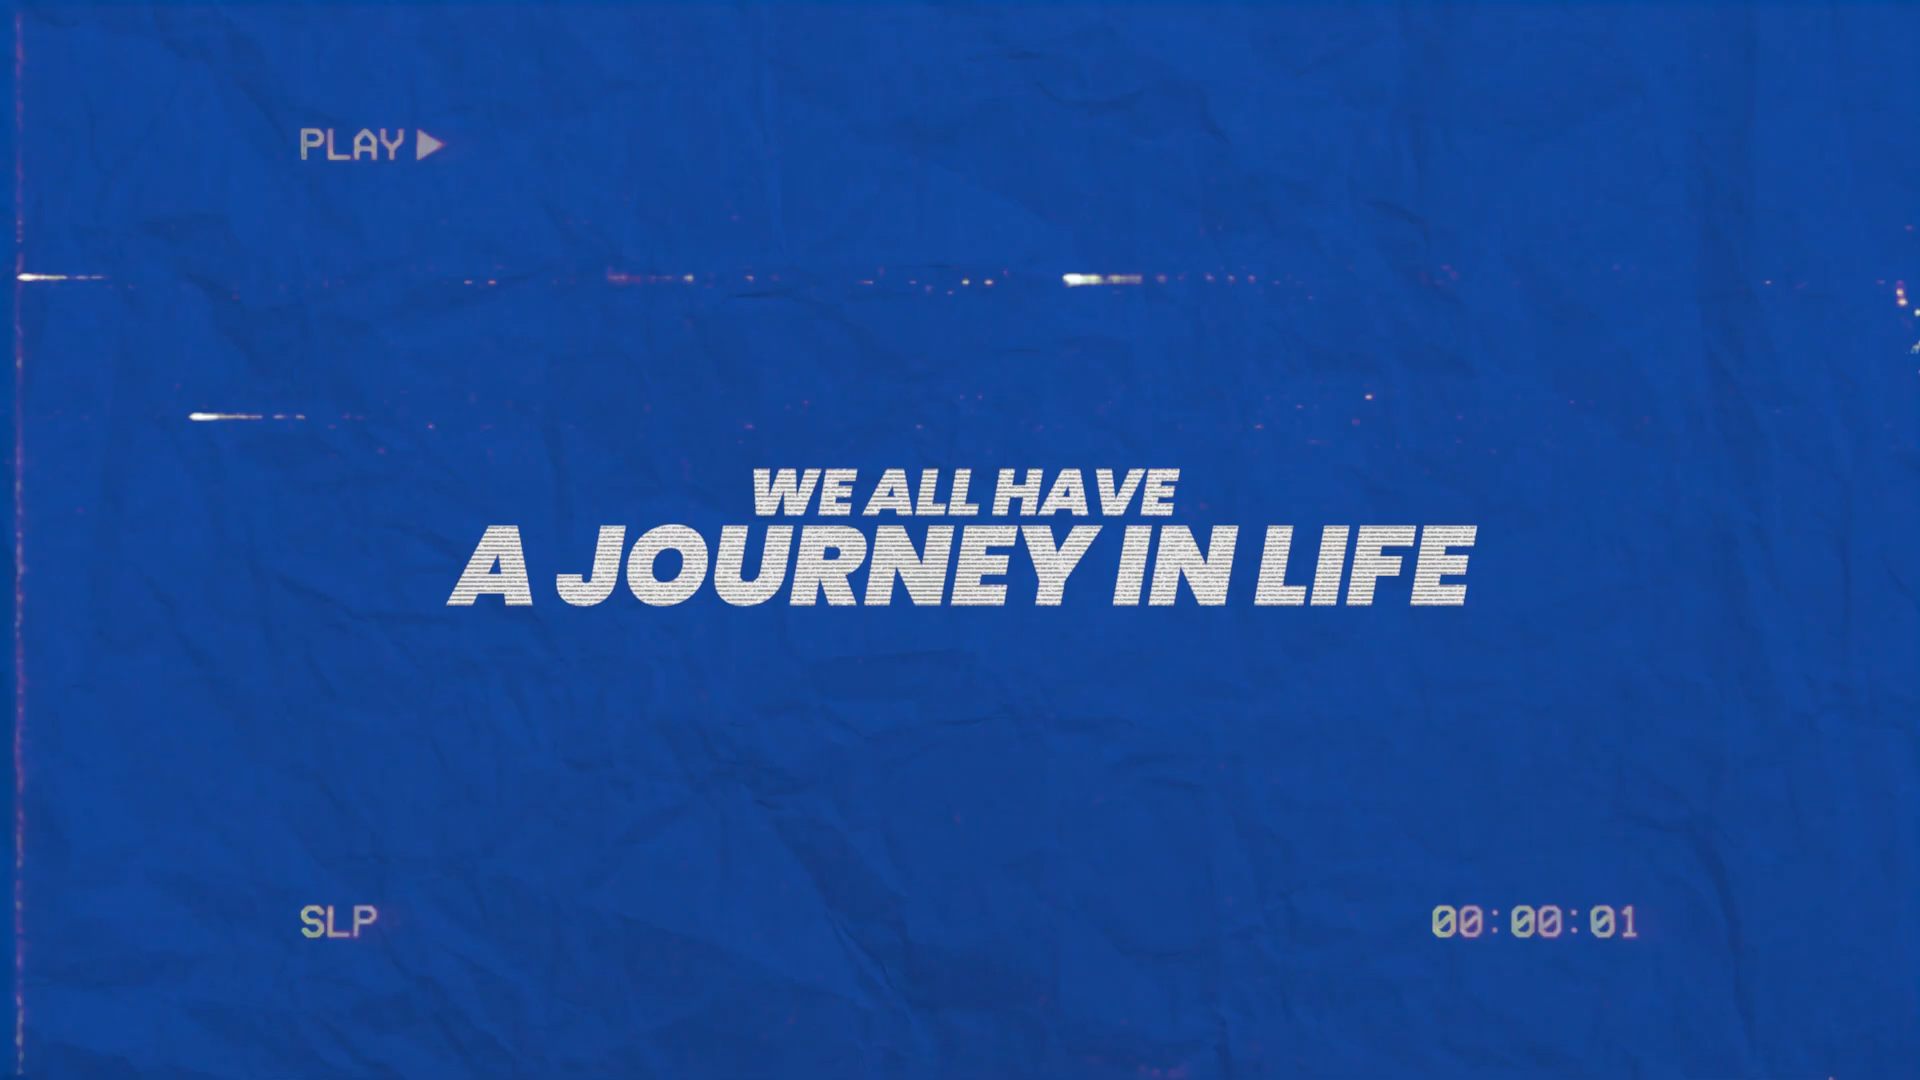 PLAY
WE ALL HAVE
A JOURNEY IN LIFE
SLP
00:00:01